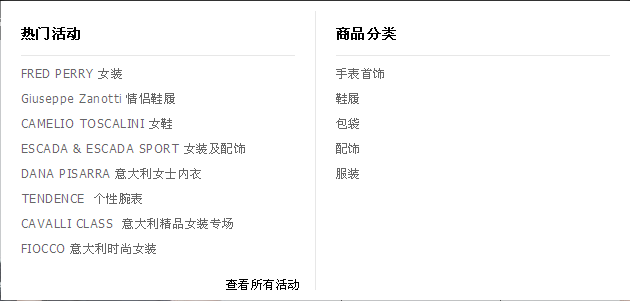 热门活动
FRED PERRY 女装
Giuseppe Zanotti 情侣鞋履
CAMELIO TOSCALINI 女鞋
ESCADA & ESCADA SPORT 女装及配饰
DANA PISARRA 意大利女士内衣
TENDENCE 个性腕表
CAVALLI CLASS 意大利精品女装专场
FIOCCO 意大利时尚女装
查看所有活动
商品分类
手表首饰
鞋履
包袋
配饰
服装